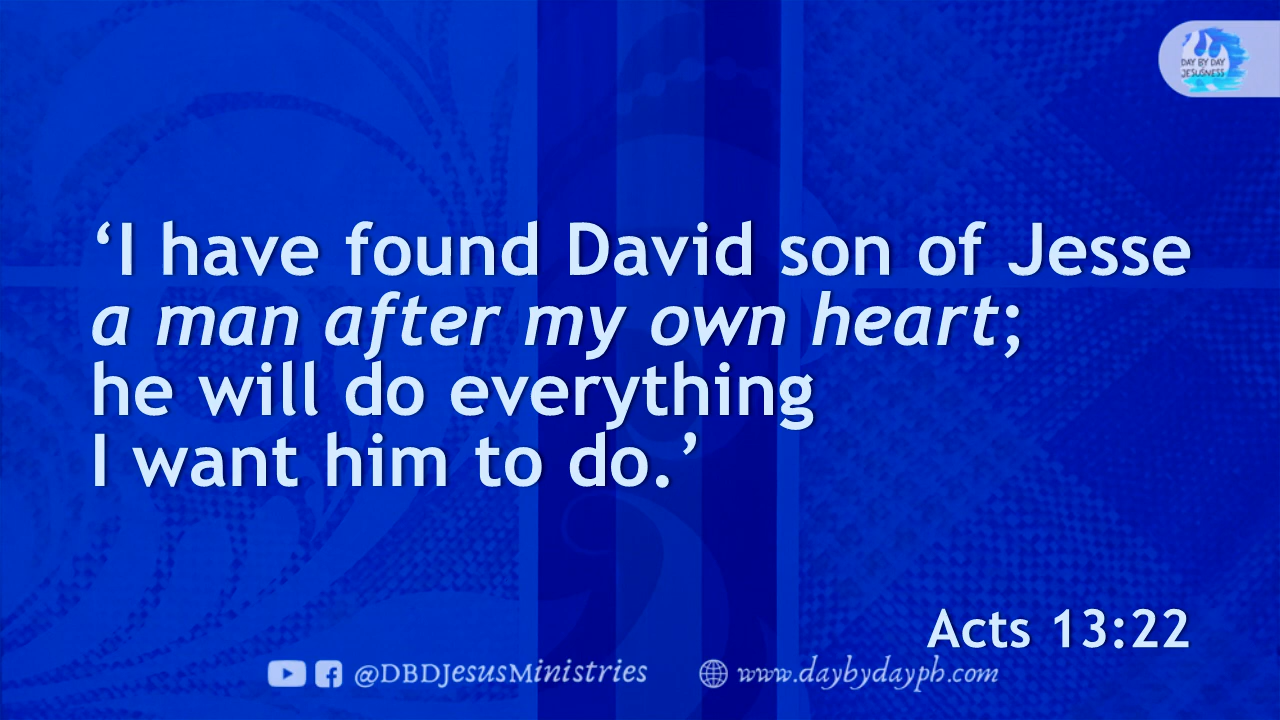 DAY BY DAY
JESUSNESS
‘I have found David son of Jesse
a man after my own heart;
he will do everything
I want him to do.’
Acts 13:22
@DBDJesusMinistries
www.daybydayph.com